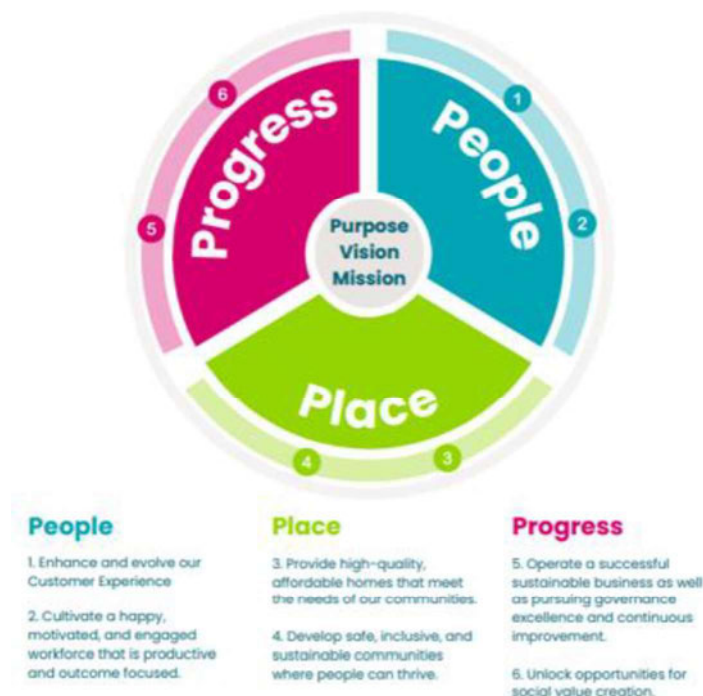 Progress
People
Place
Purpose
Vision
Mission
6
1
5
2
4
3
People
1. Enhance and evolve our
Customer Experience
2. Cultivate a happy,
motivated, and engaged
workforce that is productive
and outcome focused.
Place
3. Provide high-quality,
affordable homes that meet
the needs of our communities.
4. Develop safe, inclusive, and
sustainable communities
where people can thrive.
Progress
5. Operate a successful
sustainable business as well
as pursuing governance
excellence and continuous
improvement.
6. Unlock opportunities for
social value creation